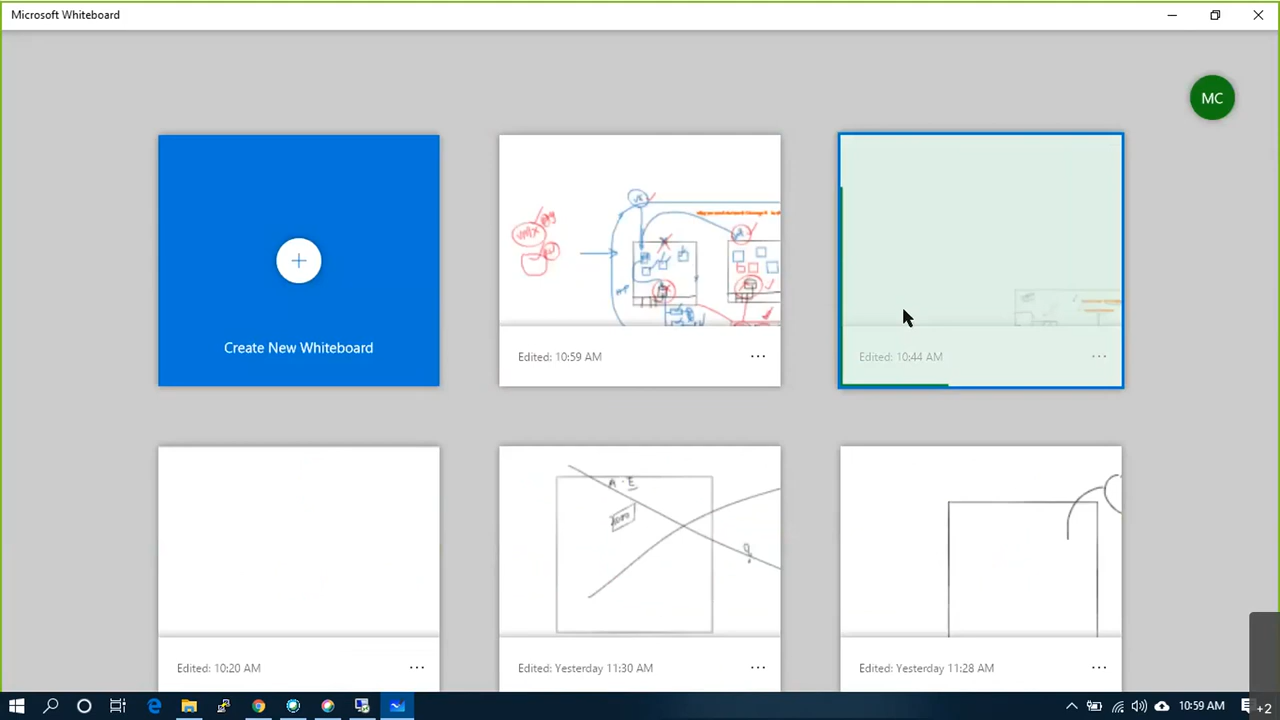 Microsoft Whiteboard
MC
Create New Whiteboard
Edited: 10:59 AM
Edited: 10:44 AM
A - E
Edited: 10:20 AM
Edited: Yesterday 11:30 AM
Edited: Yesterday 11:28 AM
10:59 AM
+2